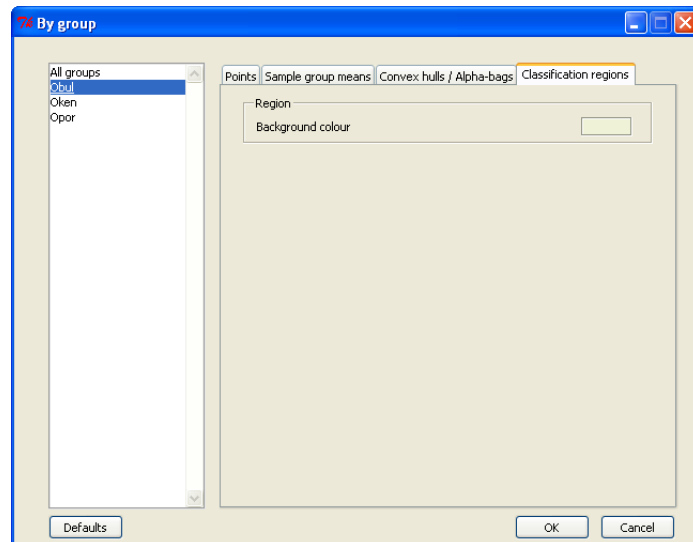 By group
All groups
Obul
Oken
Opor
Points Sample group means Convex hulls / Alpha-bags Classification regions
Region
Background colour
Defaults OK Cancel